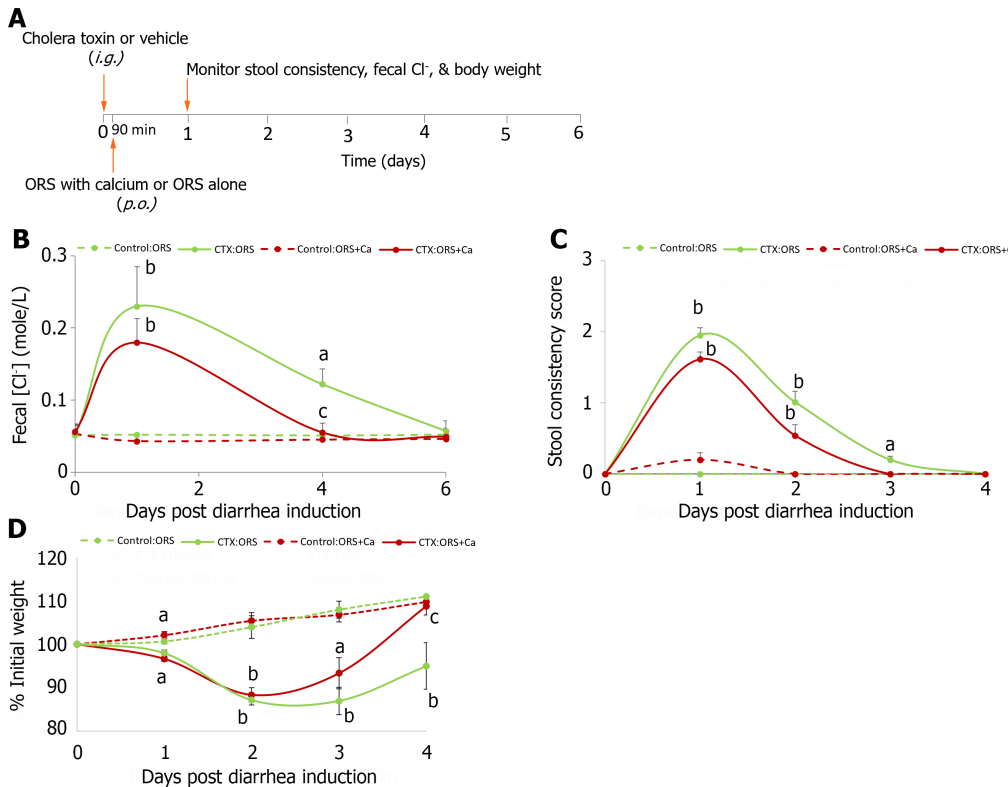 A
Cholera toxin or vehicle
(i.g.)
Monitor stool consistency, fecal Cl⁻, & body weight
0 90 min 1 2 3 4 5 6
Time (days)
ORS with calcium or ORS alone
(p.o.)
B
Control:ORS CTX:ORS Control:ORS+Ca CTX:ORS+Ca
Fecal [Cl⁻] (mole/L)
0.3
0.2
0.1
0
b
b
a
c
0 2 4 6
Days post diarrhea induction
C
Control:ORS CTX:ORS Control:ORS+Ca CTX:ORS+
Stool consistency score
3
2
1
0
b
b
b
b
a
0 1 2 3 4
Days post diarrhea induction
D
Control:ORS CTX:ORS Control:ORS+Ca CTX:ORS+Ca
% Initial weight
120
110
100
90
80
a
a
b
b
a
b
c
b
0 1 2 3 4
Days post diarrhea induction